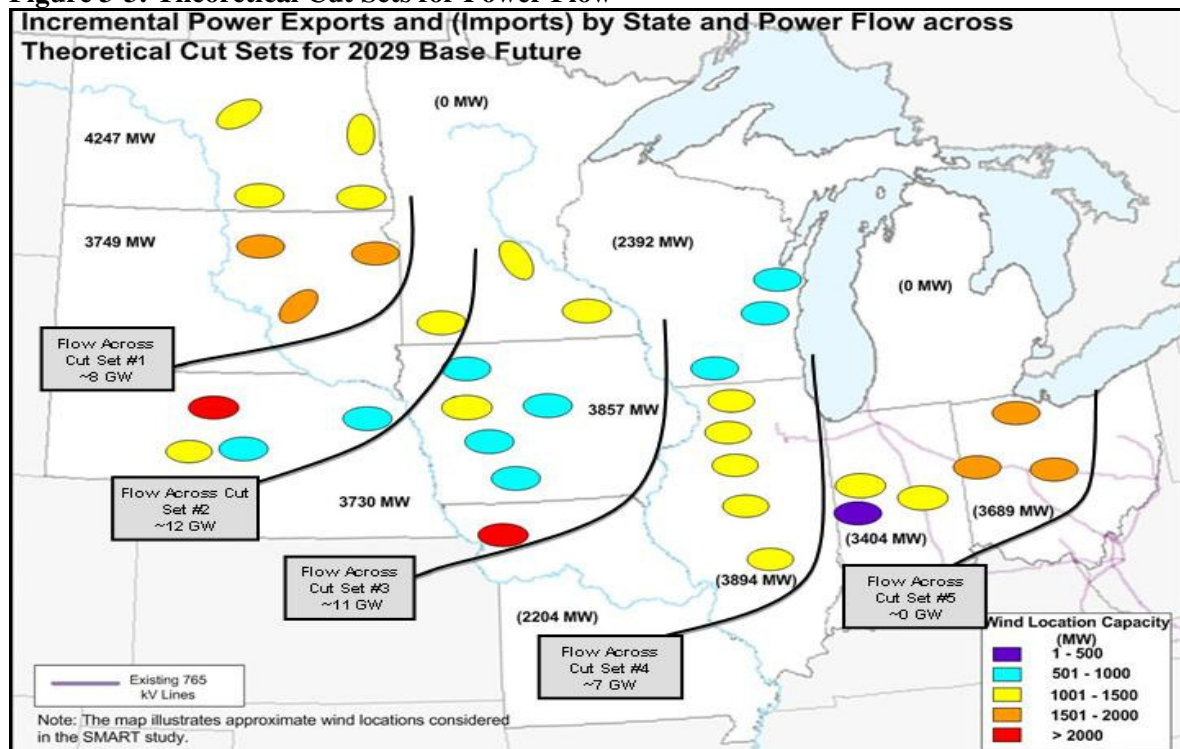 Figure 3-3: Theoretical Cut Sets for Power Flow
Incremental Power Exports and (Imports) by State and Power Flow across
Theoretical Cut Sets for 2029 Base Future
(0 MW)
4247 MW
3749 MW
(2392 MW)
(0 MW)
Flow Across
Cut Set #1
~8 GW
3857 MW
Flow Across Cut
Set #2
~12 GW
3730 MW
(3689 MW)
(3404 MW)
Flow Across
Cut Set #3
~11 GW
(3894 MW)
Flow Across
Cut Set #5
~0 GW
(2204 MW)
Flow Across
Cut Set #4
~7 GW
Wind Location Capacity
(MW)
1 - 500
501 - 1000
1001 - 1500
1501 - 2000
> 2000
Existing 765
kV Lines
Note: The map illustrates approximate wind locations considered
in the SMART study.